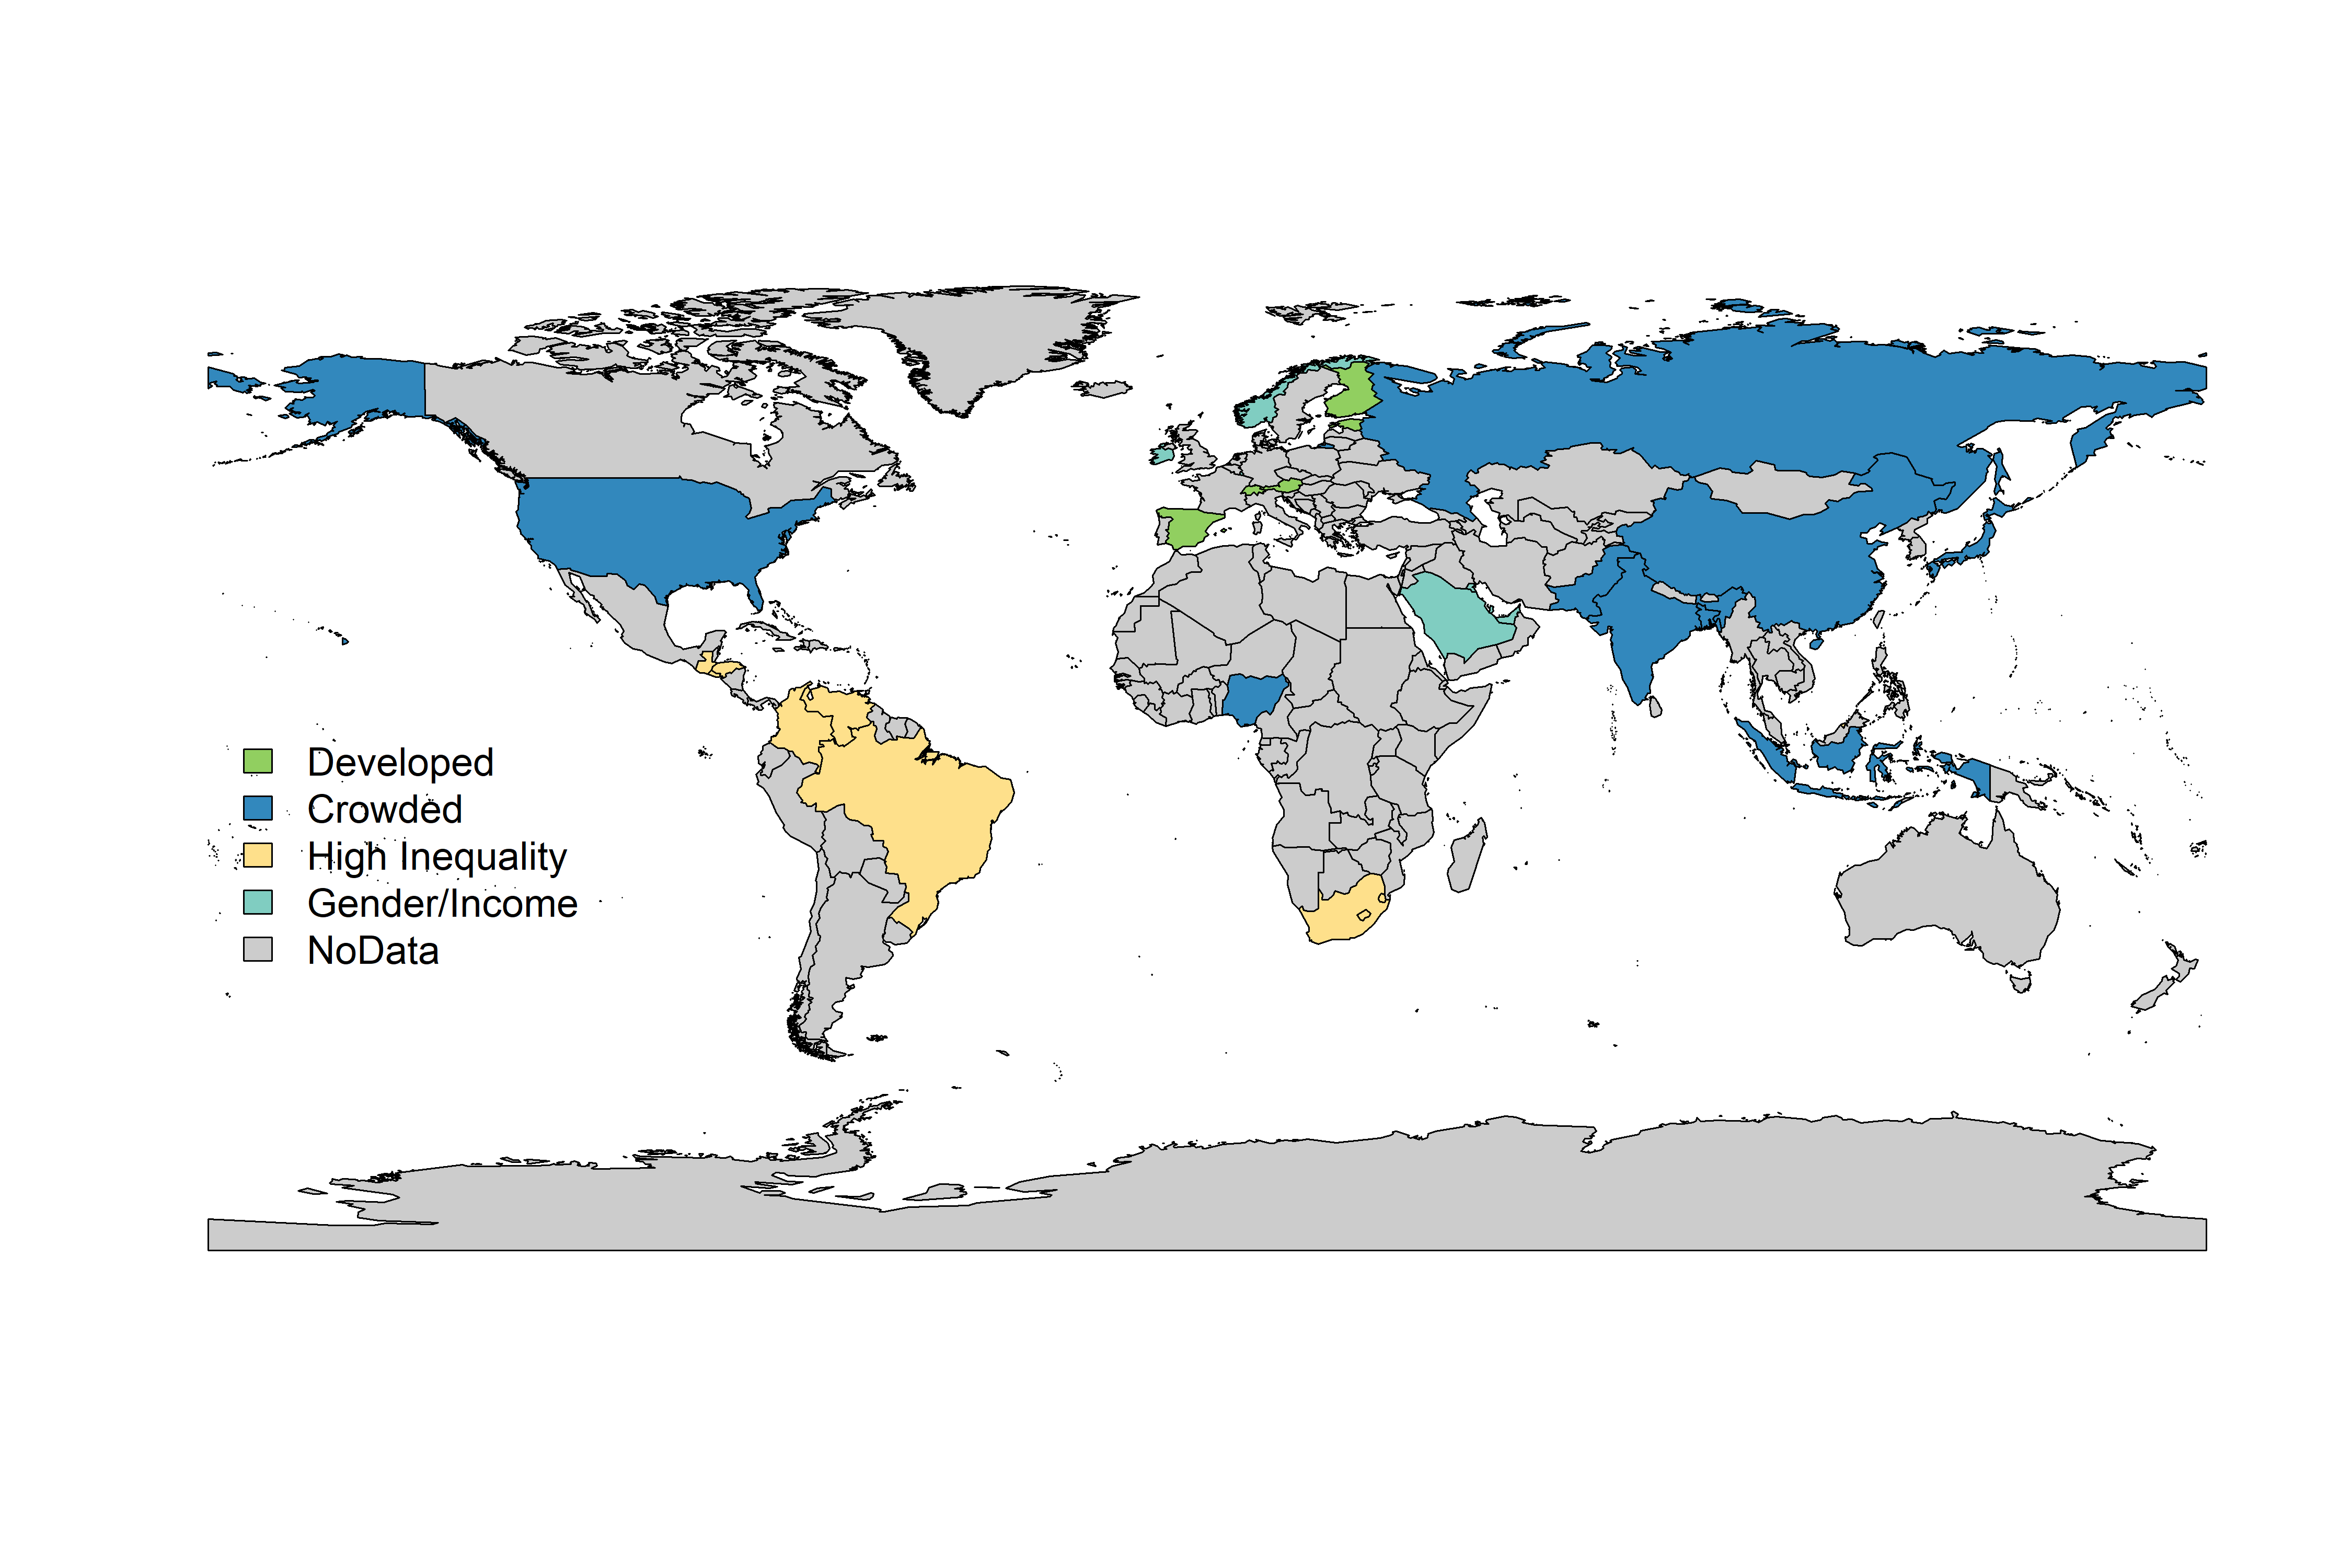 Developed
Crowded
High Inequality
Gender/Income
NoData